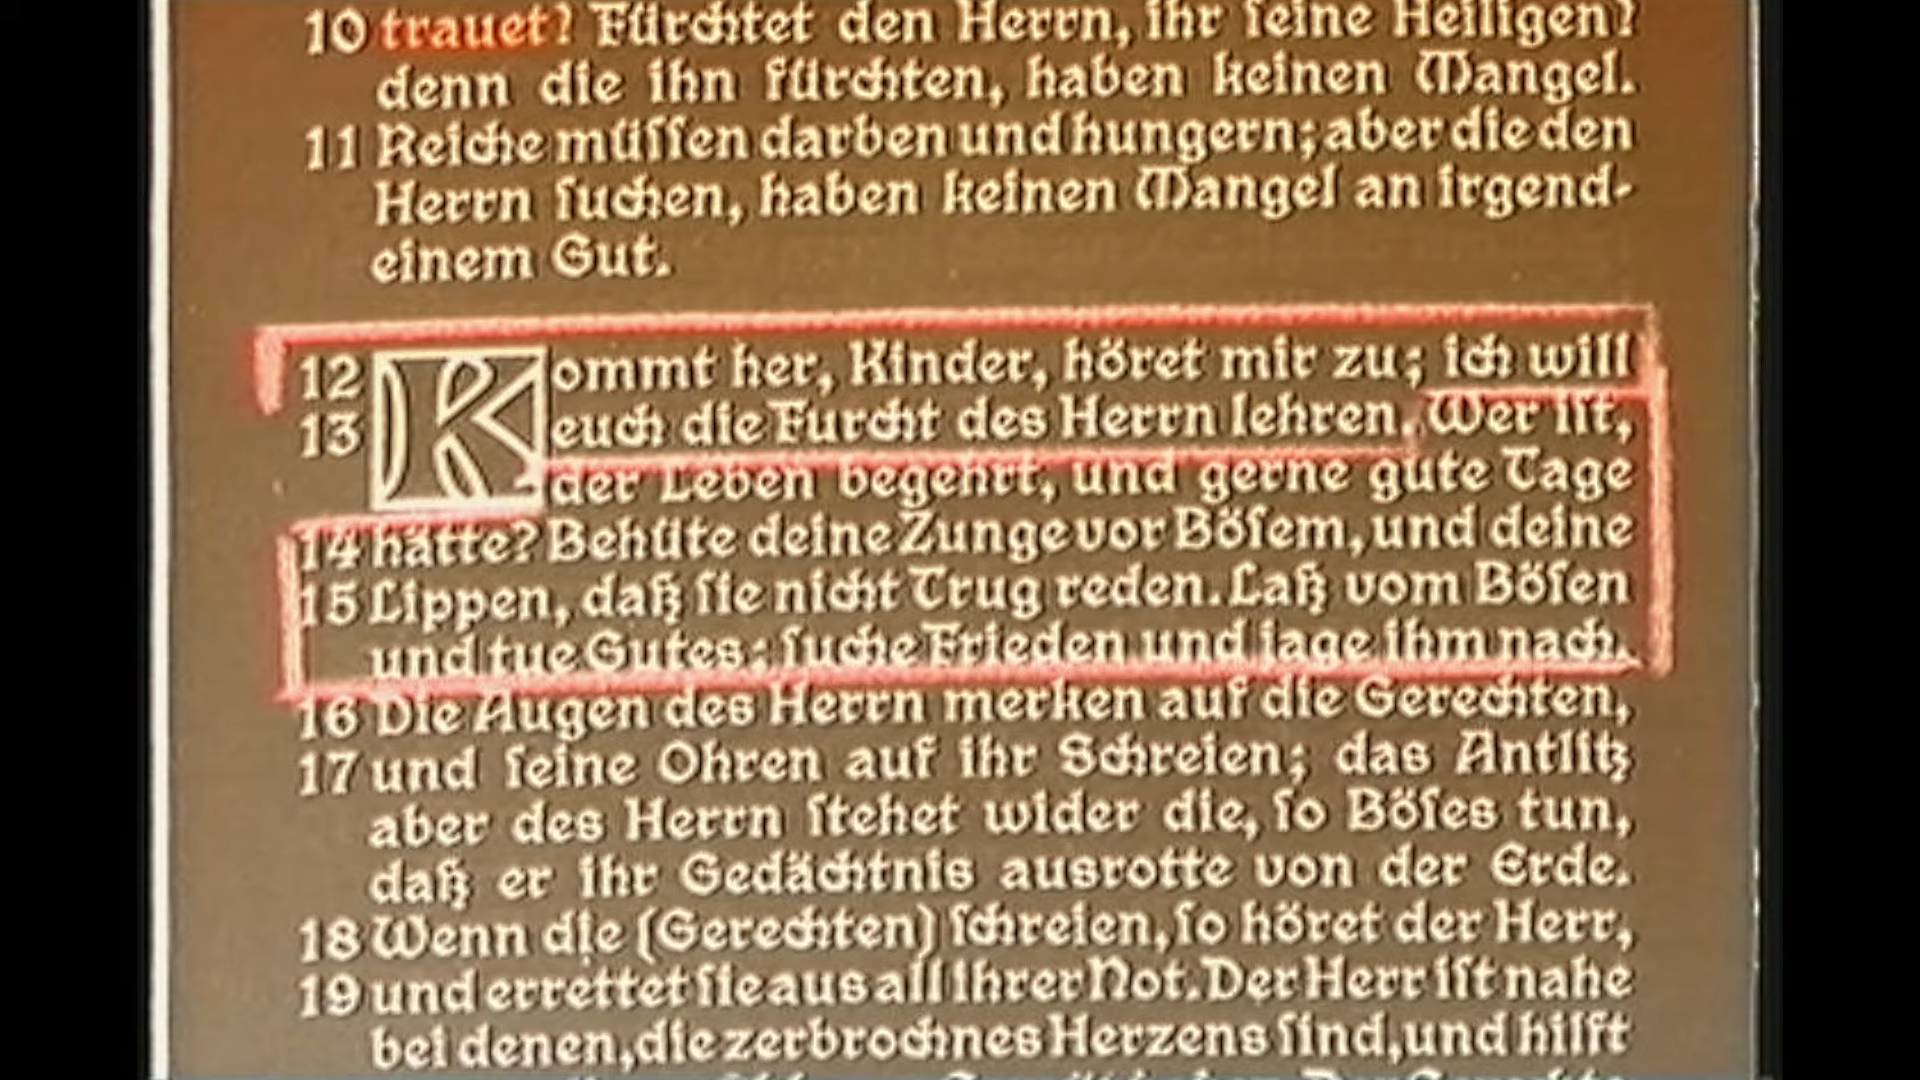 10 trauet? Fürchtet den Herrn, ihr seine Heiligen?
denn die ihn fürchten, haben keinen Mangel.
11 Reiche müssen darben und hungern; aber die den
Herrn suchen, haben keinen Mangel an irgend-
einem Gut.
12 Kommt her, Kinder, höret mir zu; ich will
13 euch die Furcht des Herrn lehren. Wer ist,
der Leben begehrt, und gerne gute Tage
14 hätte? Behüte deine Zunge vor Bösem, und deine
15 Lippen, daß sie nicht Trug reden. Laß vom Bösen
und tue Gutes; suche Frieden und jage ihm nach.
16 Die Augen des Herrn merken auf die Gerechten,
17 und seine Ohren auf ihr Schreien; das Antlitz
aber des Herrn stehet wider die, so Böses tun,
daß er ihr Gedächtnis ausrotte von der Erde.
18 Wenn die (Gerechten) schreien, so höret der Herr,
19 und errettet sie aus all ihrer Not. Der Herr ist nahe
bei denen, die zerbrochnes Herzens sind, und hilft